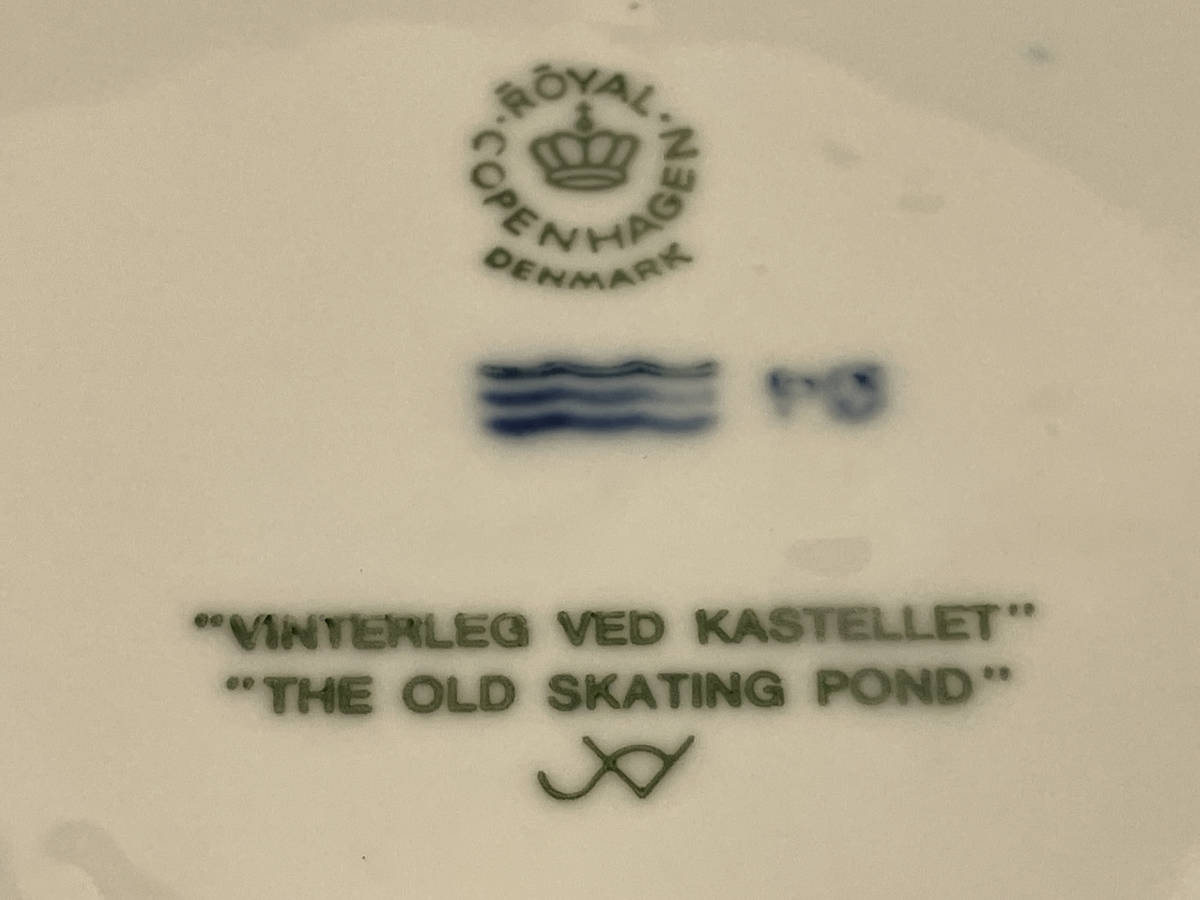 ROYAL
COPENHAGEN
DENMARK
"VINTERLEG VED KASTELLET"
"THE OLD SKATING POND"